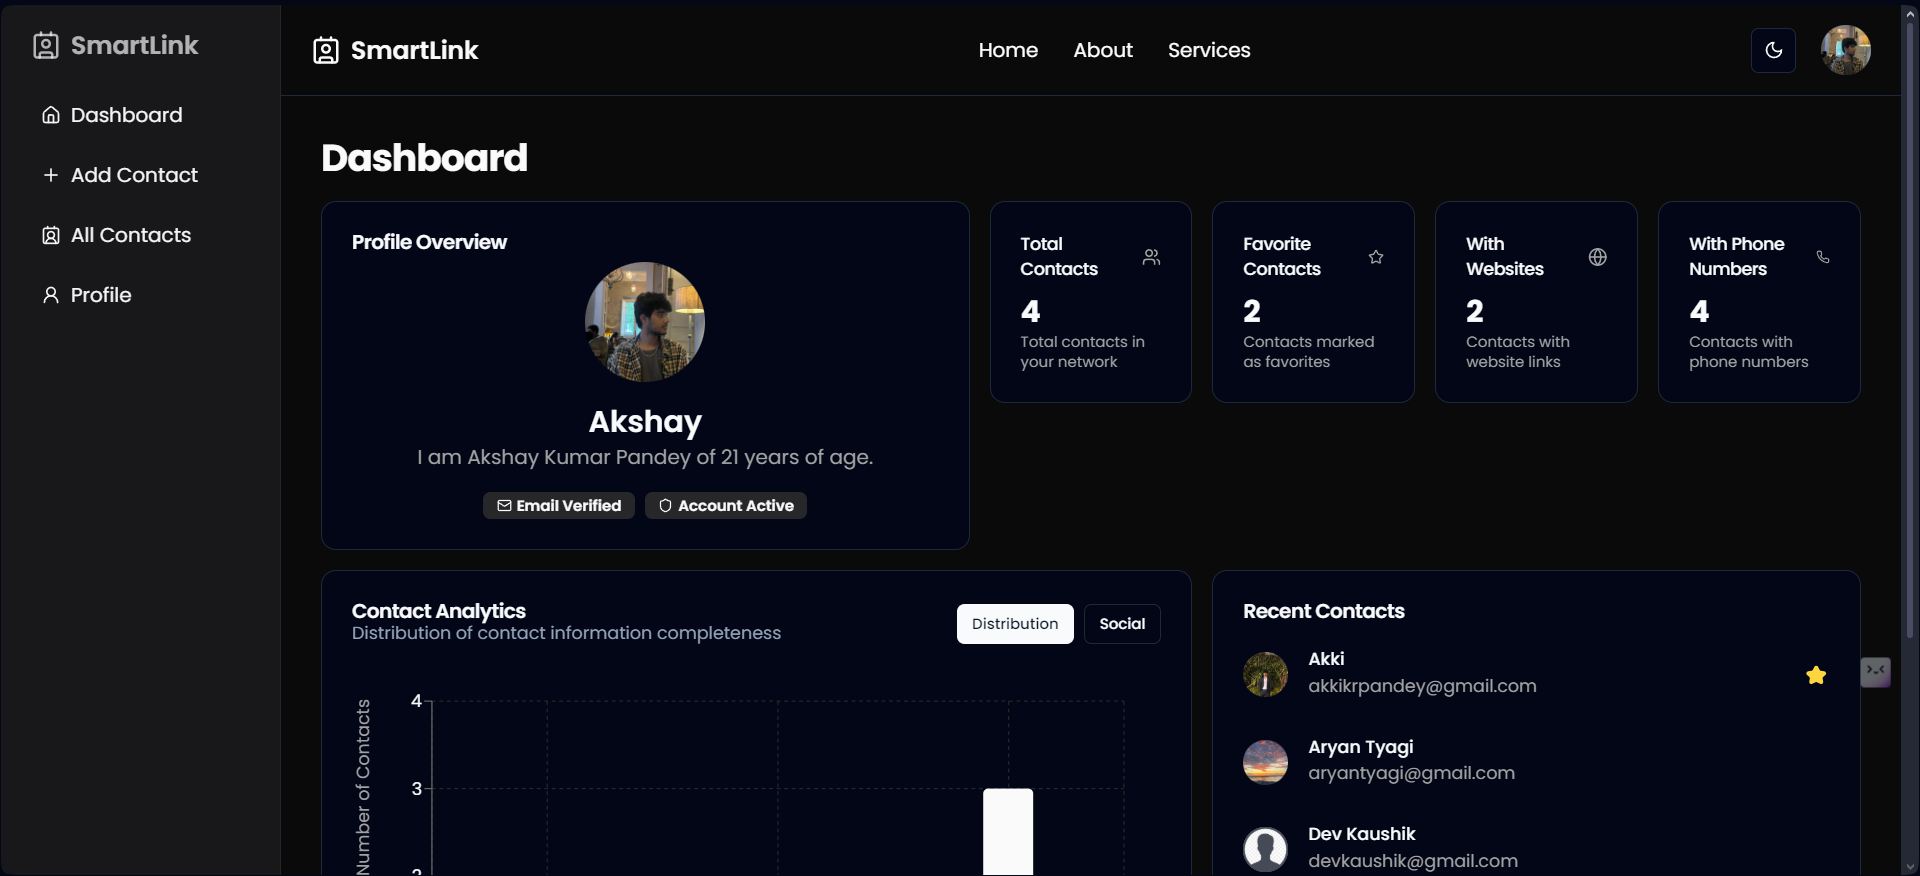 SmartLink
Dashboard
Add Contact
All Contacts
Profile
SmartLink
Home
About
Services
Dashboard
Profile Overview
Akshay
I am Akshay Kumar Pandey of 21 years of age.
Email Verified
Account Active
Total
Contacts
4
Total contacts in
your network
Favorite
Contacts
2
Contacts marked
as favorites
With
Websites
2
Contacts with
website links
With Phone
Numbers
4
Contacts with
phone numbers
Contact Analytics
Distribution of contact information completeness
Distribution
Social
Number of Contacts
4
3
Recent Contacts
Akki
akkikrpandey@gmail.com
Aryan Tyagi
aryantyagi@gmail.com
Dev Kaushik
devkaushik@gmail.com